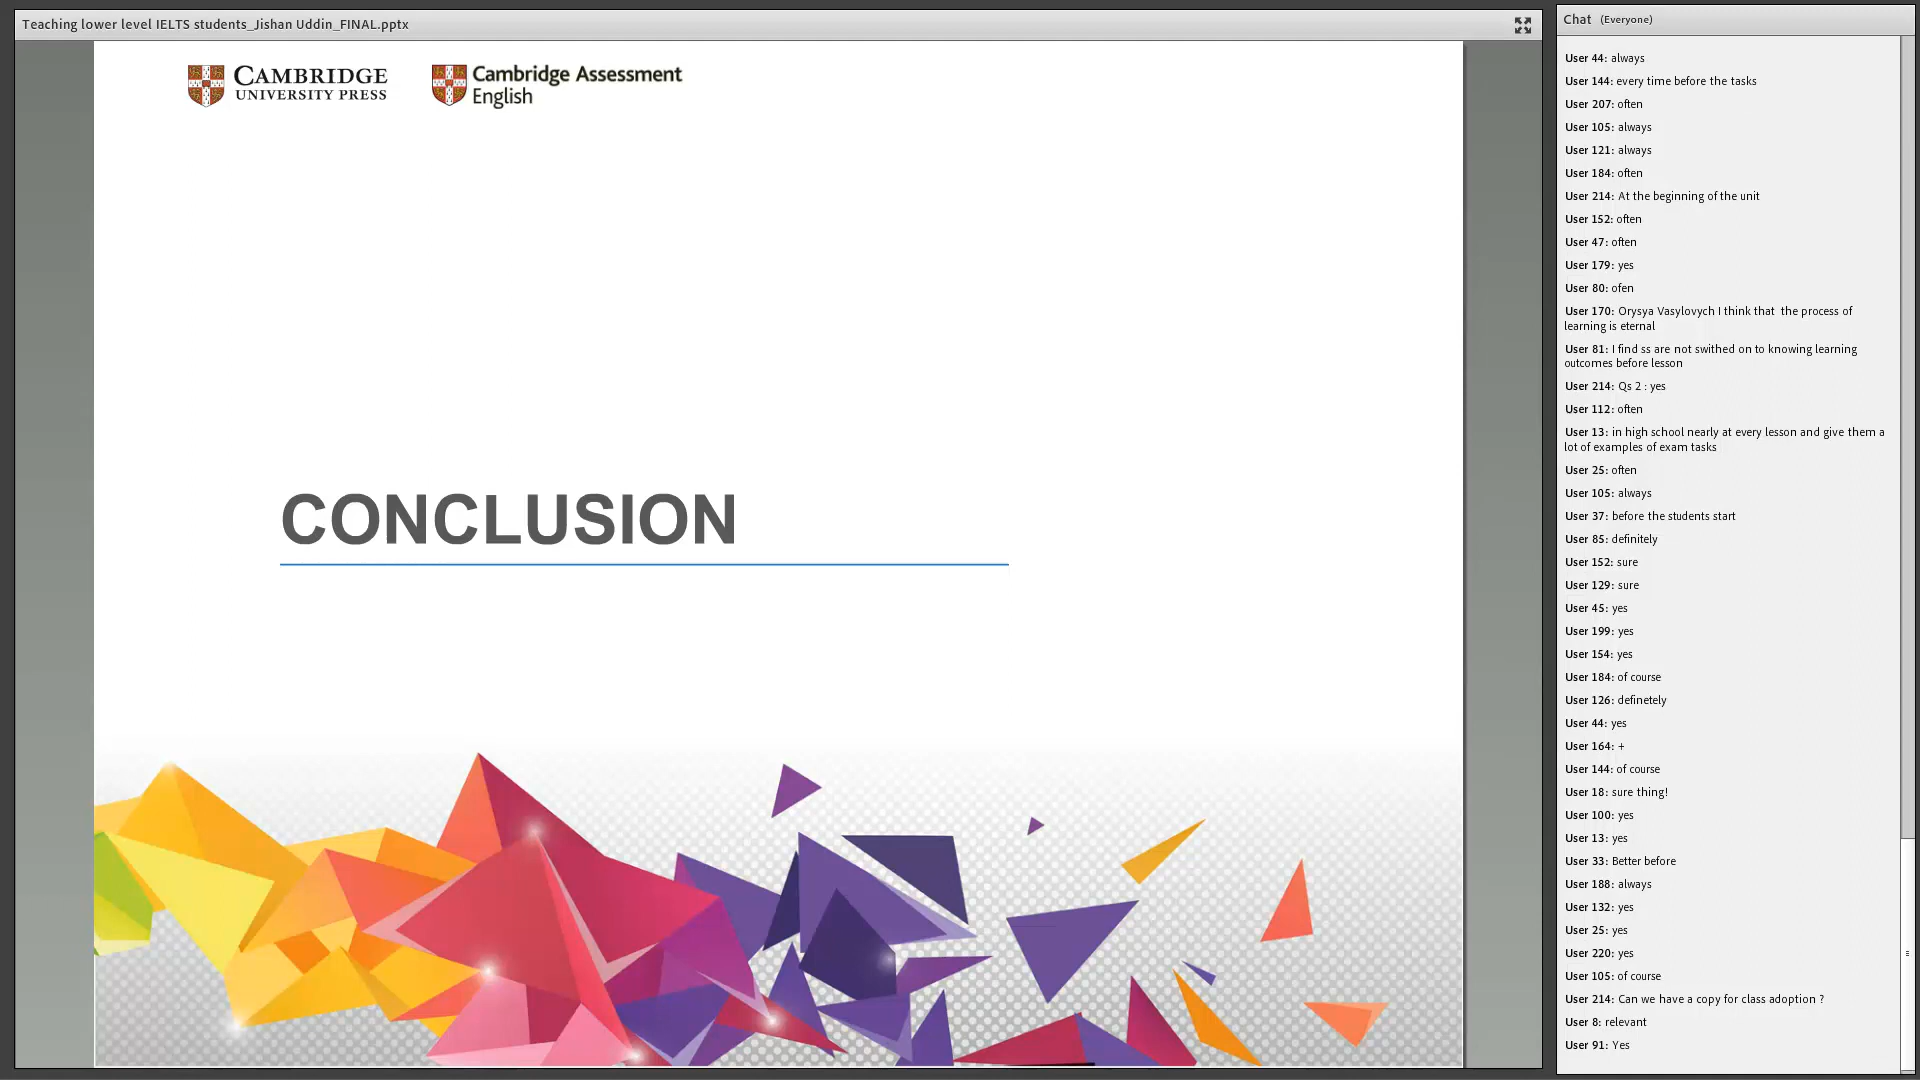 Teaching lower level IELTS students_Jishan Uddin_FINAL.pptx
CAMBRIDGE
UNIVERSITY PRESS
Cambridge Assessment
English
CONCLUSION
Chat (Everyone)
User 44: always
User 144: every time before the tasks
User 207: often
User 105: always
User 121: always
User 184: often
User 214: At the beginning of the unit
User 152: often
User 47: often
User 179: yes
User 80: ofen
User 170: Orysya Vasylovych I think that  the process of
learning is eternal
User 81: I find ss are not swithed on to knowing learning
outcomes before lesson
User 214: Qs 2 : yes
User 112: often
User 13: in high school nearly at every lesson and give them a
lot of examples of exam tasks
User 25: often
User 105: always
User 37: before the students start
User 85: definitely
User 152: sure
User 129: sure
User 45: yes
User 199: yes
User 154: yes
User 184: of course
User 126: definetely
User 44: yes
User 164: +
User 144: of course
User 18: sure thing!
User 100: yes
User 13: yes
User 33: Better before
User 188: always
User 132: yes
User 25: yes
User 220: yes
User 105: of course
User 214: Can we have a copy for class adoption ?
User 8: relevant
User 91: Yes